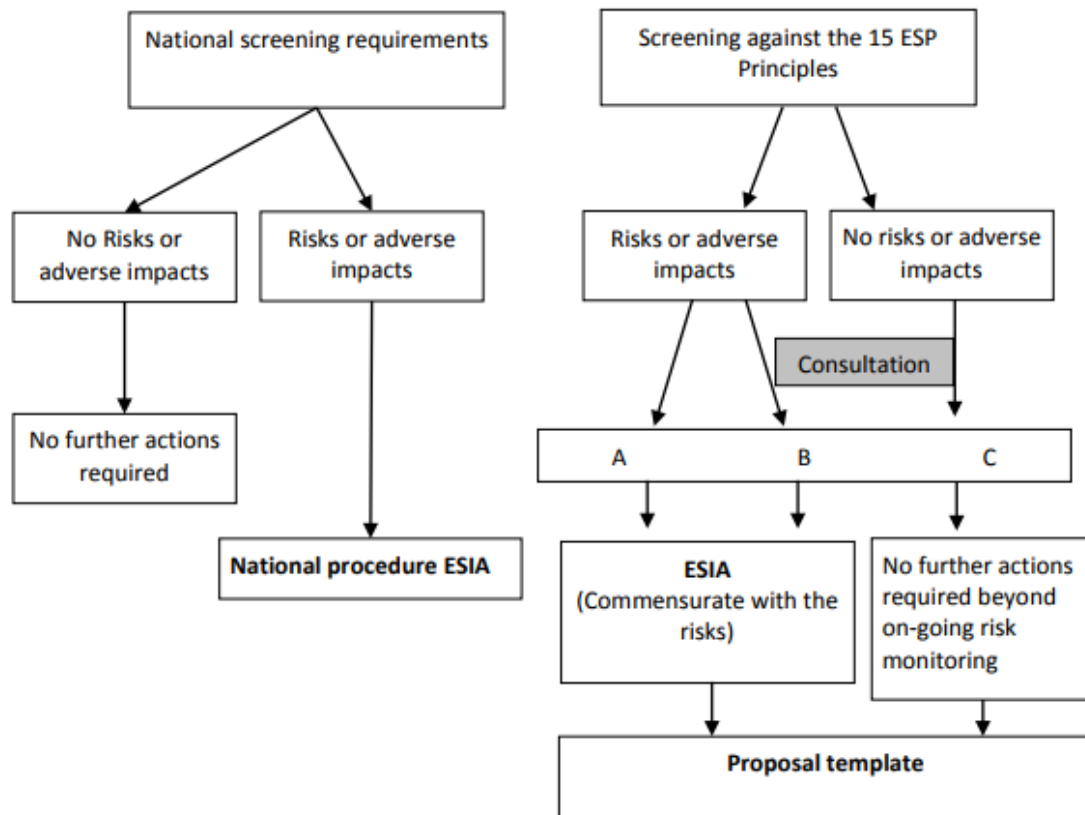 National screening requirements
Screening against the 15 ESP
Principles
No Risks or
adverse impacts
Risks or adverse
impacts
Risks or adverse
impacts
No risks or adverse
impacts
Consultation
No further actions
required
A B C
National procedure ESIA
ESIA
(Commensurate with the
risks)
No further actions
required beyond
on-going risk
monitoring
Proposal template